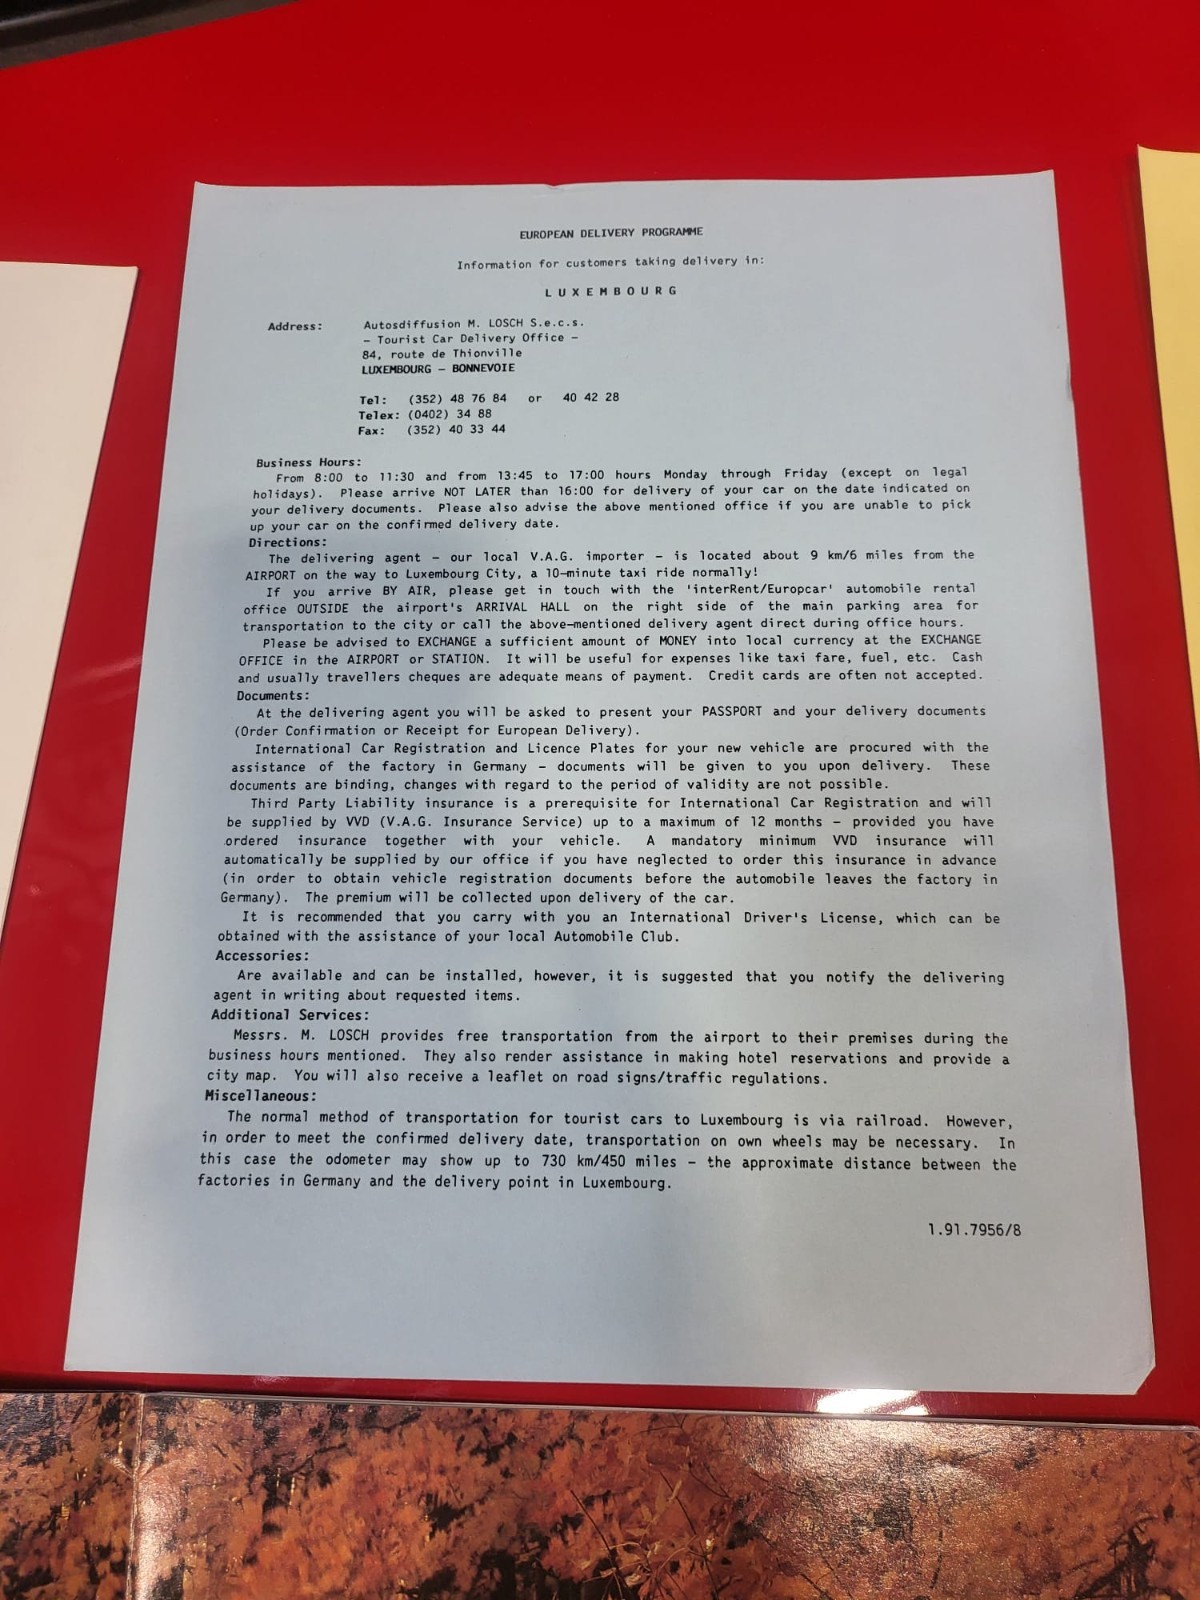 EUROPEAN DELIVERY PROGRAMME
Information for customers taking delivery in:
L U X E M B O U R G
Address: Autosdiffusion M. LOSCH S.e.c.s.
- Tourist Car Delivery Office -
84, route de Thionville
LUXEMBOURG - BONNEVOIE
Tel: (352) 48 76 84 or 40 42 28
Telex: (0402) 34 88
Fax: (352) 40 33 44
Business Hours:
From 8:00 to 11:30 and from 13:45 to 17:00 hours Monday through Friday (except on legal
holidays). Please arrive NOT LATER than 16:00 for delivery of your car on the date indicated on
your delivery documents. Please also advise the above mentioned office if you are unable to pick
up your car on the confirmed delivery date.
Directions:
The delivering agent - our local V.A.G. importer - is located about 9 km/6 miles from the
AIRPORT on the way to Luxembourg City, a 10-minute taxi ride normally!
If you arrive BY AIR, please get in touch with the 'interRent/Europcar' automobile rental
office OUTSIDE the airport's ARRIVAL HALL on the right side of the main parking area for
transportation to the city or call the above-mentioned delivery agent direct during office hours.
Please be advised to EXCHANGE a sufficient amount of MONEY into local currency at the EXCHANGE
OFFICE in the AIRPORT or STATION. It will be useful for expenses like taxi fare, fuel, etc. Cash
and usually travellers cheques are adequate means of payment. Credit cards are often not accepted.
Documents:
At the delivering agent you will be asked to present your PASSPORT and your delivery documents
(Order Confirmation or Receipt for European Delivery).
International Car Registration and Licence Plates for your new vehicle are procured with the
assistance of the factory in Germany - documents will be given to you upon delivery. These
documents are binding, changes with regard to the period of validity are not possible.
Third Party Liability insurance is a prerequisite for International Car Registration and will
be supplied by VVD (V.A.G. Insurance Service) up to a maximum of 12 months - provided you have
ordered insurance together with your vehicle. A mandatory minimum VVD insurance will
automatically be supplied by our office if you have neglected to order this insurance in advance
(in order to obtain vehicle registration documents before the automobile leaves the factory in
Germany). The premium will be collected upon delivery of the car.
It is recommended that you carry with you an International Driver's License, which can be
obtained with the assistance of your local Automobile Club.
Accessories:
Are available and can be installed, however, it is suggested that you notify the delivering
agent in writing about requested items.
Additional Services:
Messrs. M. LOSCH provides free transportation from the airport to their premises during the
business hours mentioned. They also render assistance in making hotel reservations and provide a
city map. You will also receive a leaflet on road signs/traffic regulations.
Miscellaneous:
The normal method of transportation for tourist cars to Luxembourg is via railroad. However,
in order to meet the confirmed delivery date, transportation on own wheels may be necessary. In
this case the odometer may show up to 730 km/450 miles - the approximate distance between the
factories in Germany and the delivery point in Luxembourg.
1.91.7956/8